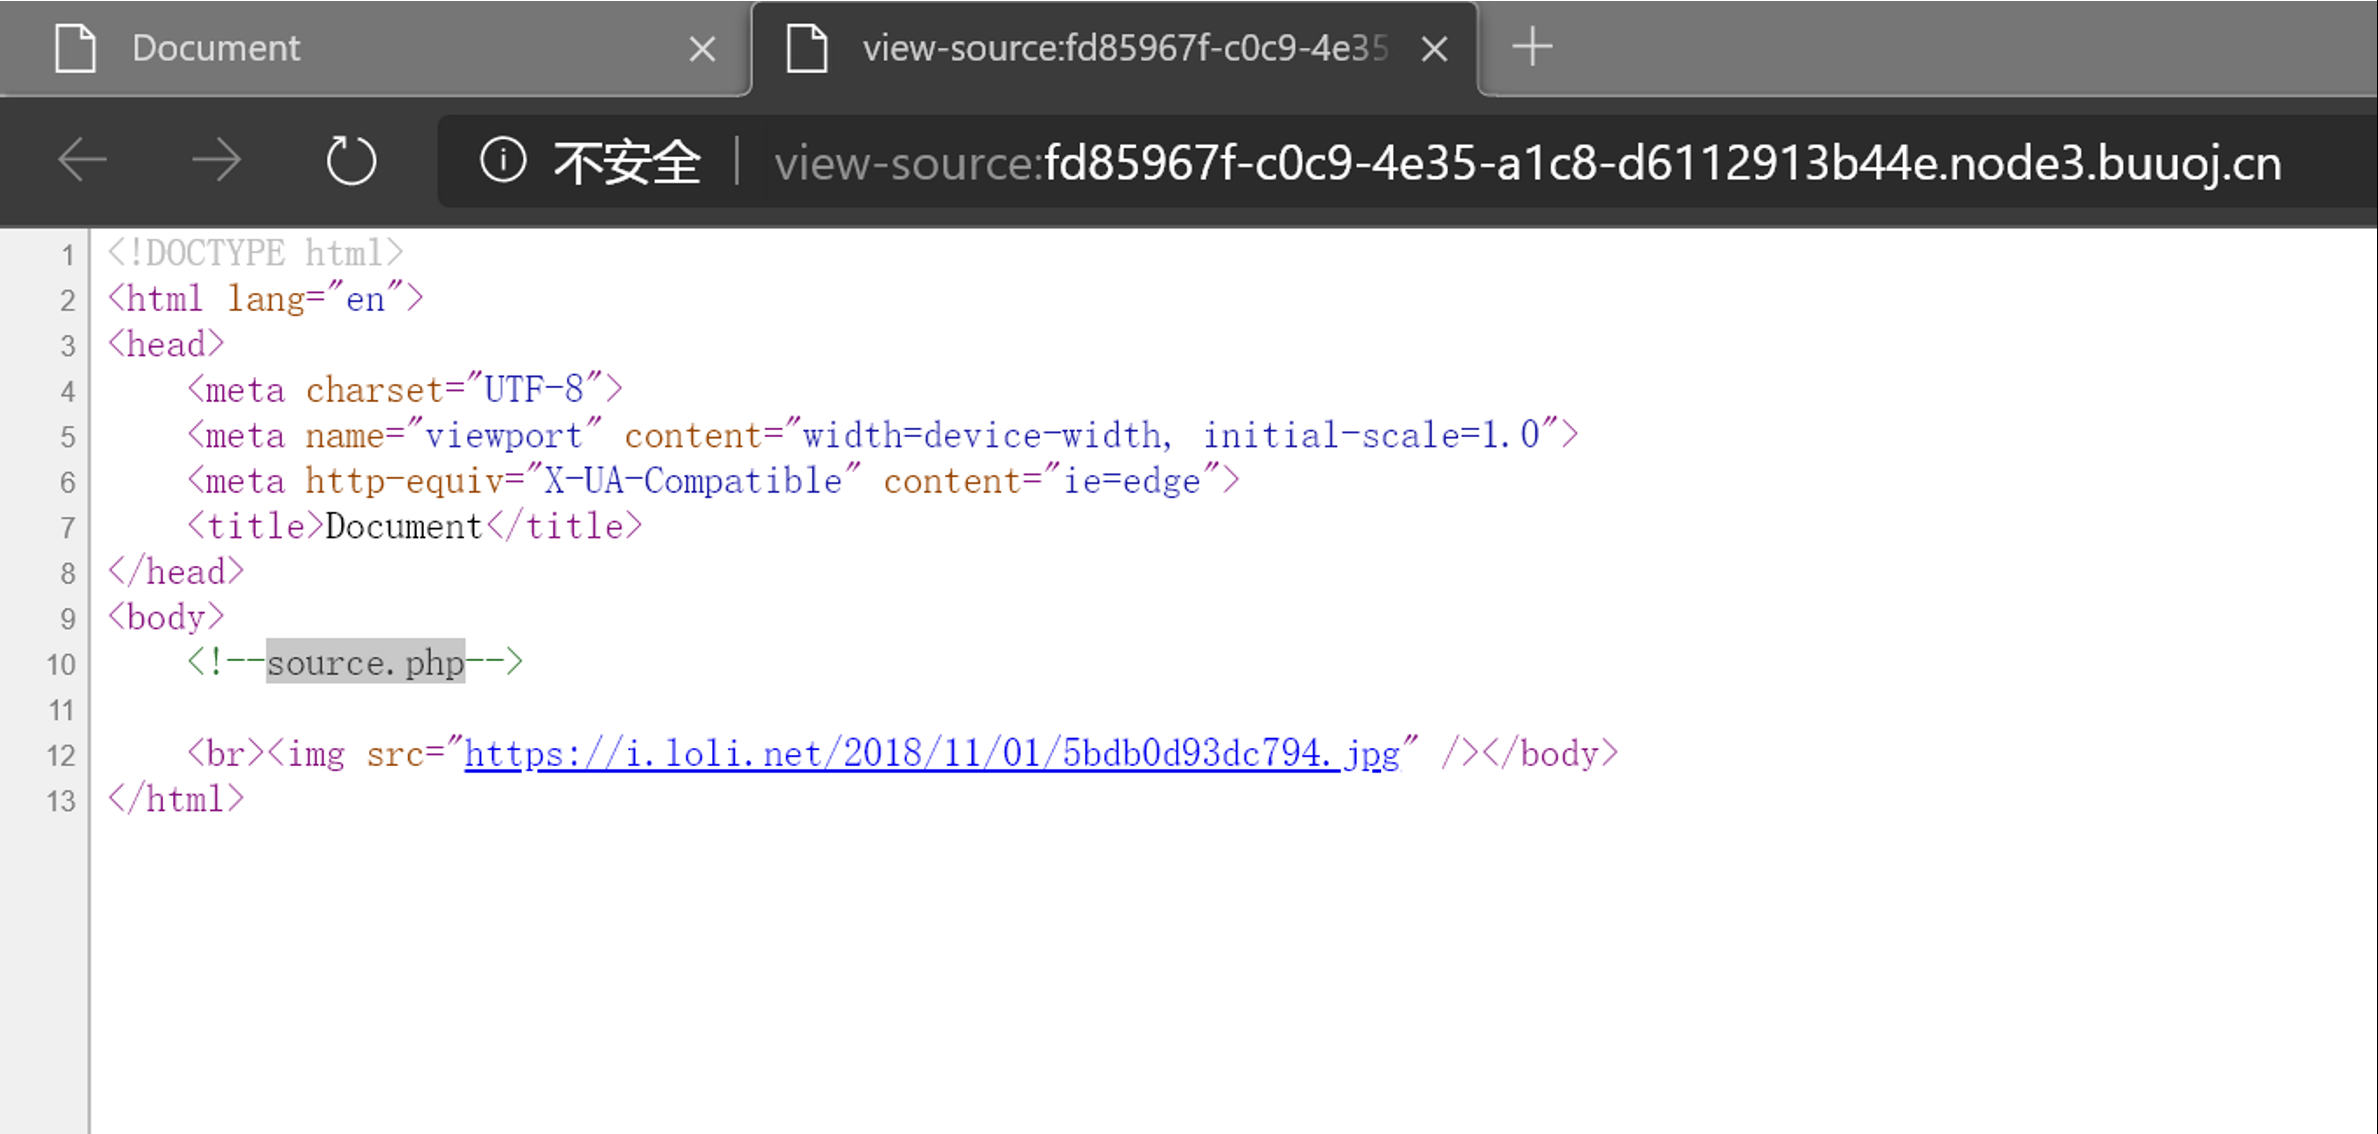 Document
view-source:fd85967f-c0c9-4e35
不安全 view-source:fd85967f-c0c9-4e35-a1c8-d6112913b44e.node3.buuoj.cn
1 <!DOCTYPE html>
2 <html lang="en">
3 <head>
4     <meta charset="UTF-8">
5     <meta name="viewport" content="width=device-width, initial-scale=1.0">
6     <meta http-equiv="X-UA-Compatible" content="ie=edge">
7     <title>Document</title>
8 </head>
9 <body>
10     <!--source.php-->
11
12     <br><img src="https://i.loli.net/2018/11/01/5bdb0d93dc794.jpg" /></body>
13 </html>